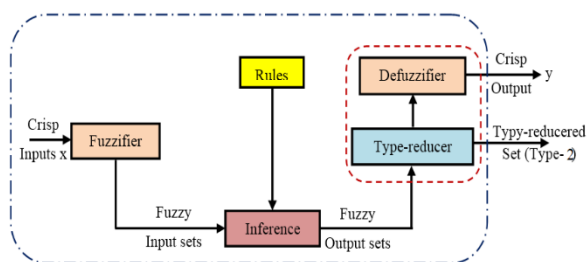 Crisp
Inputs x
Fuzzifier
Rules
Fuzzy
Input sets
Inference
Fuzzy
Output sets
Defuzzifier
Type-reducer
Crisp
Output
y
Typy-reducered
Set (Type-2)